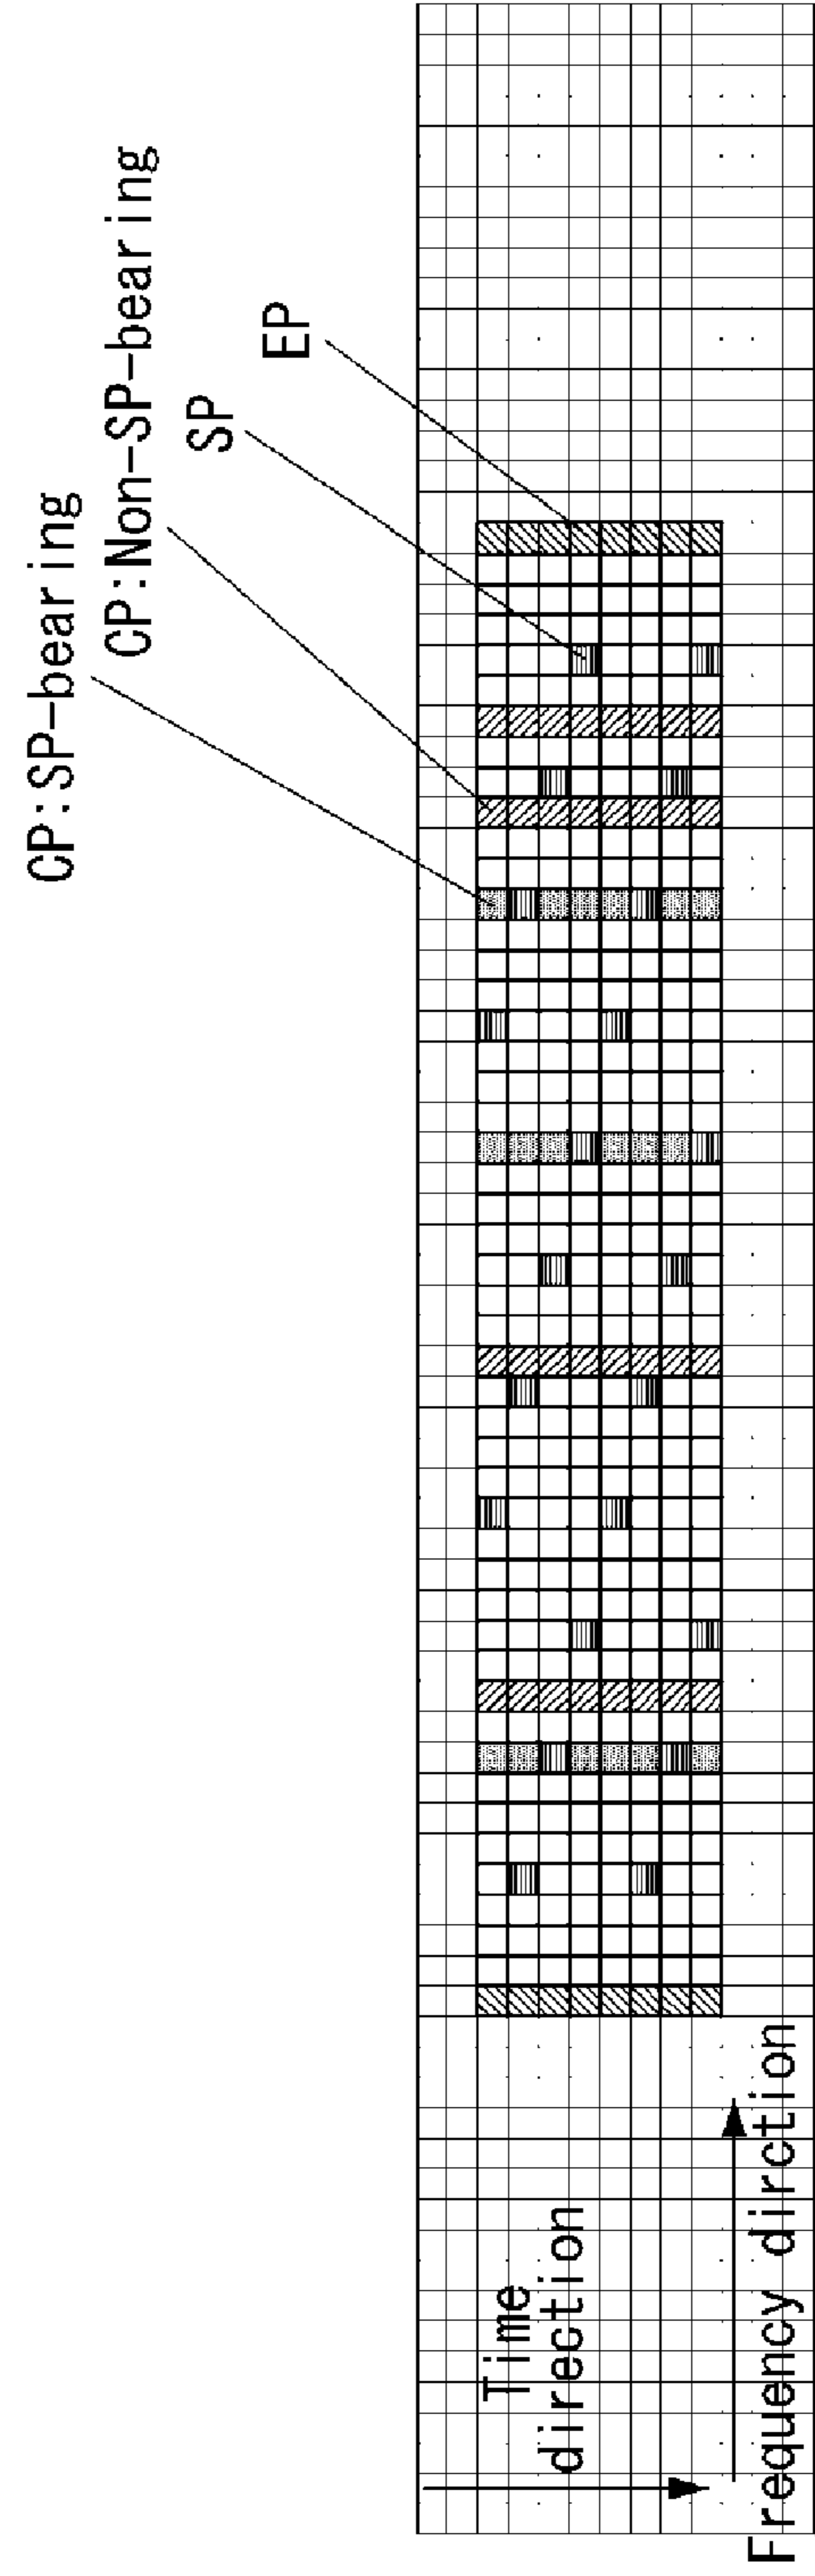 CP:SP-bearing
CP:Non-SP-bearing
SP
EP
Time
direction
Frequency direction